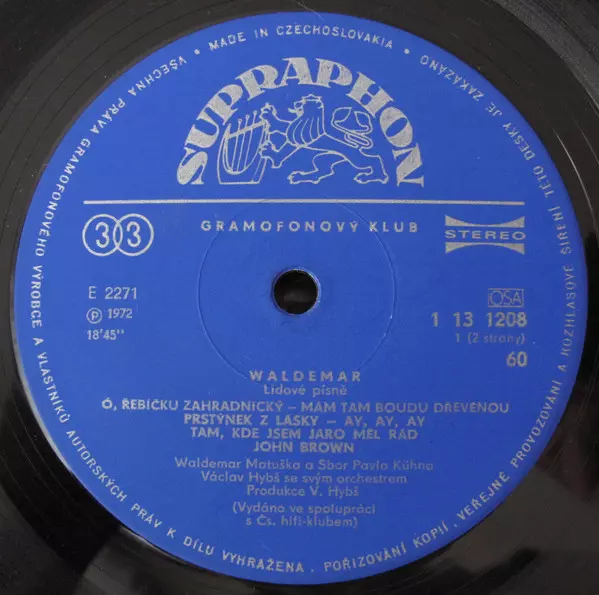 VŠECHNA PRÁVA GRAMOFONOVÉHO VÝROBCE A VLASTNÍKŮ AUTORSKÝCH PRÁV K DÍLU VYHRAŽENA. POŘIZOVÁNÍ KOPIÍ, VEŘEJNÉ PROVOZOVÁNÍ A ROZHLASOVÉ ŠÍŘENÍ TÉTO DESKY JE ZAKÁZÁNO
• MADE IN CZECHOSLOVAKIA •
SUPRAPHON
33
GRAMOFONOVÝ KLUB
STEREO
E 2271
℗ 1972
18'45"
OSA
1 13 1208
1 (2 strany)
60
WALDEMAR
Lidové písně
Ó, ŘEBÍČKU ZAHRADNICKÝ – MÁM TAM BOUDU DŘEVĚNOU
PRSTÝNEK Z LÁSKY – AY, AY, AY
TAM, KDE JSEM JARO MĚL RÁD
JOHN BROWN
Waldemar Matuška a Sbor Pavla Kühna
Václav Hybš se svým orchestrem
Produkce V. Hybš
(Vydáno ve spolupráci
s Čs. hifi-klubem)